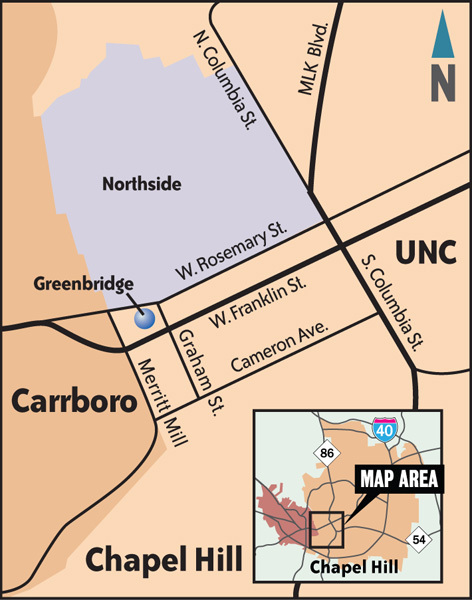 N. Columbia St.
MLK Blvd.
N
Northside
W. Rosemary St.
UNC
Greenbridge
W. Franklin St.
S. Columbia St.
Cameron Ave.
Graham St.
Merritt Mill
Carrboro
40
86
MAP AREA
54
Chapel Hill
Chapel Hill